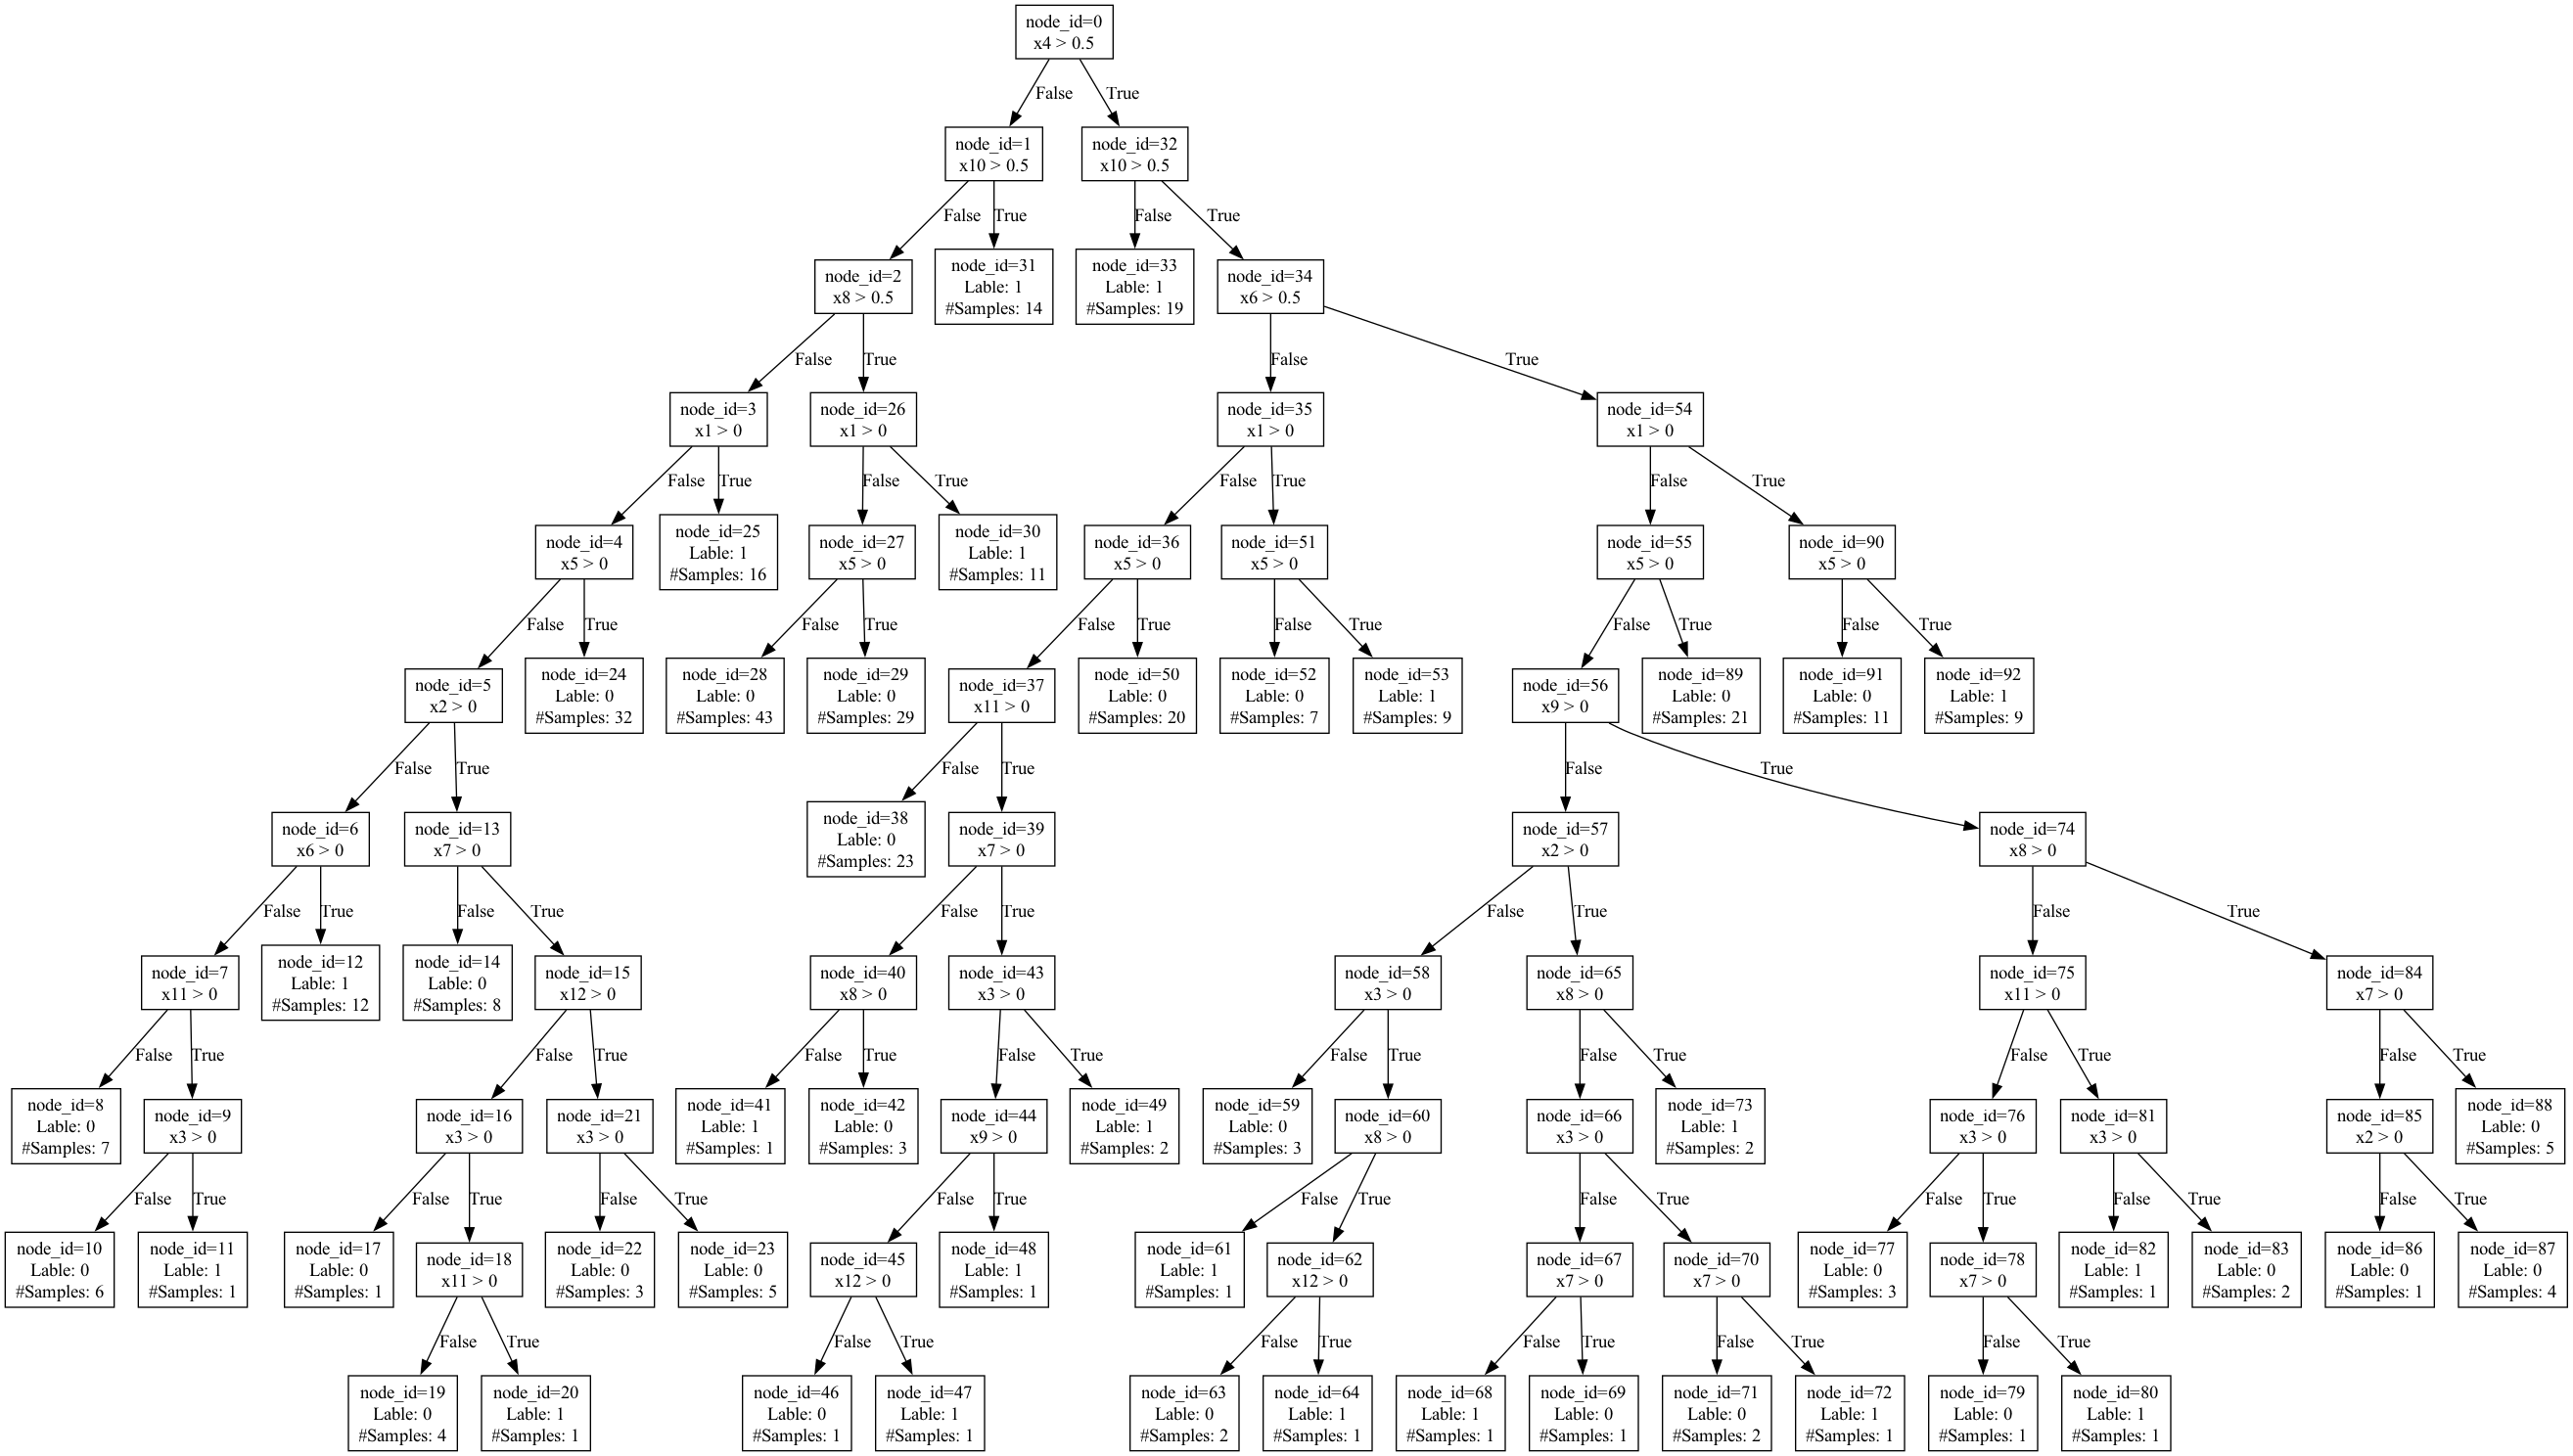 node_id=0
x4 > 0.5
False
True
node_id=1
x10 > 0.5
node_id=32
x10 > 0.5
False
True
False
True
node_id=2
x8 > 0.5
node_id=31
Lable: 1
#Samples: 14
node_id=33
Lable: 1
#Samples: 19
node_id=34
x6 > 0.5
False
True
False
True
node_id=3
x1 > 0
node_id=26
x1 > 0
node_id=35
x1 > 0
node_id=54
x1 > 0
False
True
False
True
False
True
False
True
node_id=4
x5 > 0
node_id=25
Lable: 1
#Samples: 16
node_id=27
x5 > 0
node_id=30
Lable: 1
#Samples: 11
node_id=36
x5 > 0
node_id=51
x5 > 0
node_id=55
x5 > 0
node_id=90
x5 > 0
False
True
False
True
False
True
False
True
False
True
False
True
node_id=5
x2 > 0
node_id=24
Lable: 0
#Samples: 32
node_id=28
Lable: 0
#Samples: 43
node_id=29
Lable: 0
#Samples: 29
node_id=37
x11 > 0
node_id=50
Lable: 0
#Samples: 20
node_id=52
Lable: 0
#Samples: 7
node_id=53
Lable: 1
#Samples: 9
node_id=56
x9 > 0
node_id=89
Lable: 0
#Samples: 21
node_id=91
Lable: 0
#Samples: 11
node_id=92
Lable: 1
#Samples: 9
False
True
False
True
False
True
node_id=6
x6 > 0
node_id=13
x7 > 0
node_id=38
Lable: 0
#Samples: 23
node_id=39
x7 > 0
node_id=57
x2 > 0
node_id=74
x8 > 0
False
True
False
True
False
True
False
True
False
True
node_id=7
x11 > 0
node_id=12
Lable: 1
#Samples: 12
node_id=14
Lable: 0
#Samples: 8
node_id=15
x12 > 0
node_id=40
x8 > 0
node_id=43
x3 > 0
node_id=58
x3 > 0
node_id=65
x8 > 0
node_id=75
x11 > 0
node_id=84
x7 > 0
False
True
False
True
False
True
False
True
False
True
False
True
False
True
False
True
node_id=8
Lable: 0
#Samples: 7
node_id=9
x3 > 0
node_id=16
x3 > 0
node_id=21
x3 > 0
node_id=41
Lable: 1
#Samples: 1
node_id=42
Lable: 0
#Samples: 3
node_id=44
x9 > 0
node_id=49
Lable: 1
#Samples: 2
node_id=59
Lable: 0
#Samples: 3
node_id=60
x8 > 0
node_id=66
x3 > 0
node_id=73
Lable: 1
#Samples: 2
node_id=76
x3 > 0
node_id=81
x3 > 0
node_id=85
x2 > 0
node_id=88
Lable: 0
#Samples: 5
False
True
False
True
False
True
False
True
False
True
False
True
False
True
False
True
False
True
node_id=10
Lable: 0
#Samples: 6
node_id=11
Lable: 1
#Samples: 1
node_id=17
Lable: 0
#Samples: 1
node_id=18
x11 > 0
node_id=22
Lable: 0
#Samples: 3
node_id=23
Lable: 0
#Samples: 5
node_id=45
x12 > 0
node_id=48
Lable: 1
#Samples: 1
node_id=61
Lable: 1
#Samples: 1
node_id=62
x12 > 0
node_id=67
x7 > 0
node_id=70
x7 > 0
node_id=77
Lable: 0
#Samples: 3
node_id=78
x7 > 0
node_id=82
Lable: 1
#Samples: 1
node_id=83
Lable: 0
#Samples: 2
node_id=86
Lable: 0
#Samples: 1
node_id=87
Lable: 0
#Samples: 4
False
True
False
True
False
True
False
True
False
True
False
True
node_id=19
Lable: 0
#Samples: 4
node_id=20
Lable: 1
#Samples: 1
node_id=46
Lable: 0
#Samples: 1
node_id=47
Lable: 1
#Samples: 1
node_id=63
Lable: 0
#Samples: 2
node_id=64
Lable: 1
#Samples: 1
node_id=68
Lable: 1
#Samples: 1
node_id=69
Lable: 0
#Samples: 1
node_id=71
Lable: 0
#Samples: 2
node_id=72
Lable: 1
#Samples: 1
node_id=79
Lable: 0
#Samples: 1
node_id=80
Lable: 1
#Samples: 1